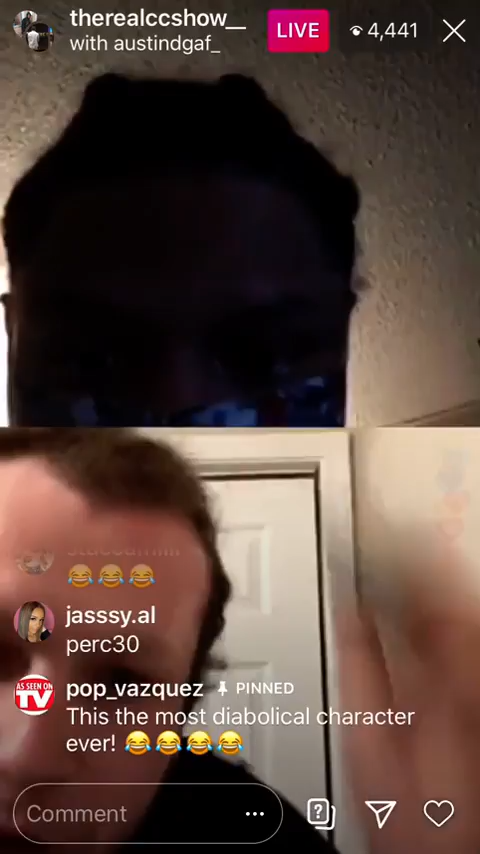 therealccshow__
with austindgaf_
LIVE
4,441
😂😂😂
jasssy.al
perc30
AS SEEN ON
TV
pop_vazquez PINNED
This the most diabolical character
ever! 😂😂😂😂
Comment